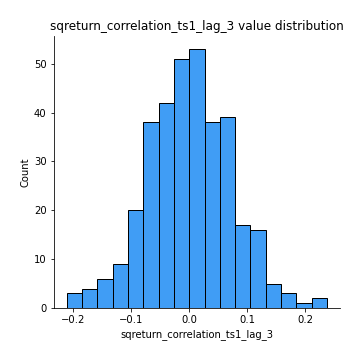 sqreturn_correlation_ts1_lag_3 value distribution
50
40
30
20
10
0
Count
−0.2 −0.1 0.0 0.1 0.2
sqreturn_correlation_ts1_lag_3